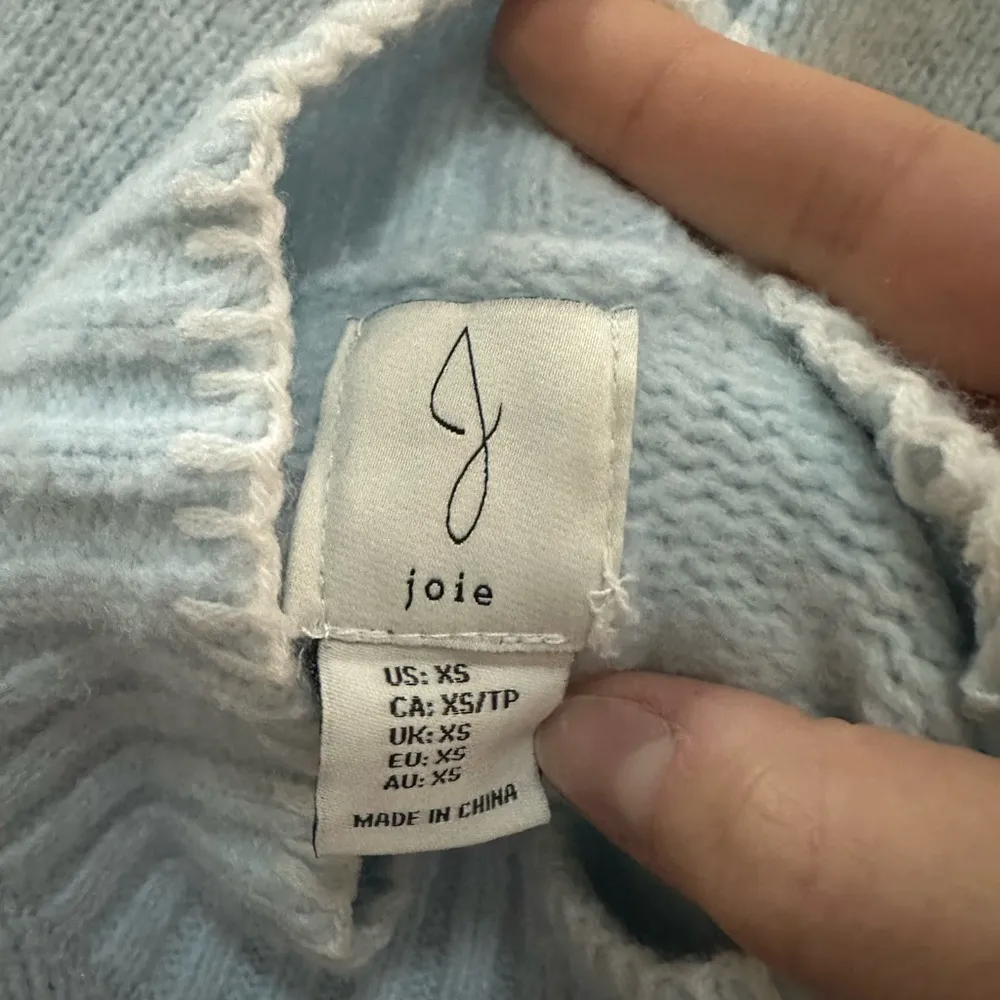 joie
US: XS
CA: XS/TP
UK: XS
EU: XS
AU: XS
MADE IN CHINA